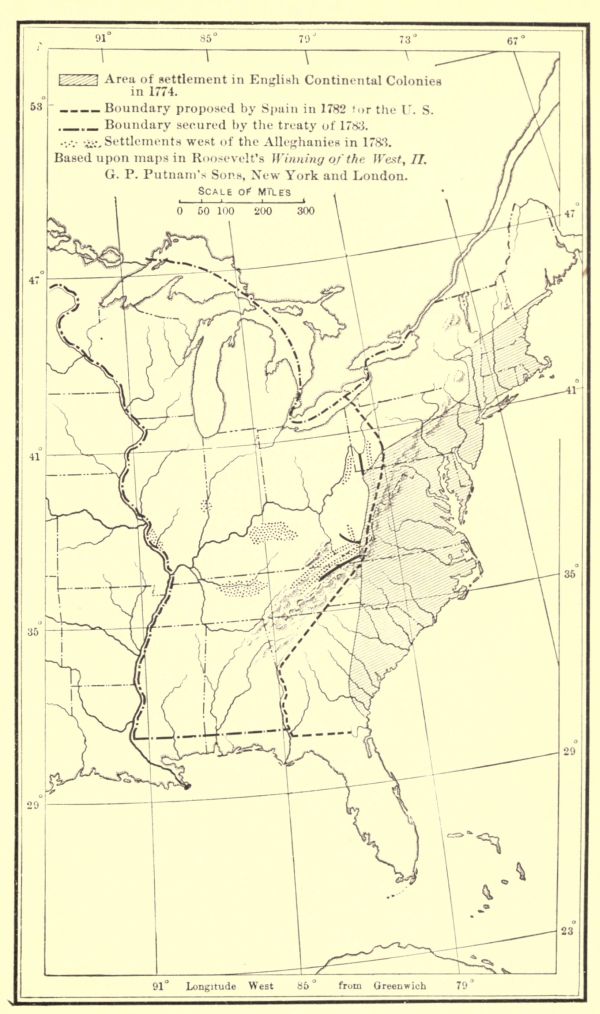 91° 85° 79° 73° 67°
Area of settlement in English Continental Colonies
in 1774.
53°
Boundary proposed by Spain in 1782 for the U. S.
Boundary secured by the treaty of 1783.
Settlements west of the Alleghanies in 1783.
Based upon maps in Roosevelt's Winning of the West, II.
G. P. Putnam's Sons, New York and London.
SCALE OF MILES
0 50 100 200 300
47°
47°
41°
41°
35°
35°
29°
29°
23°
91° Longitude West 85° from Greenwich 79°